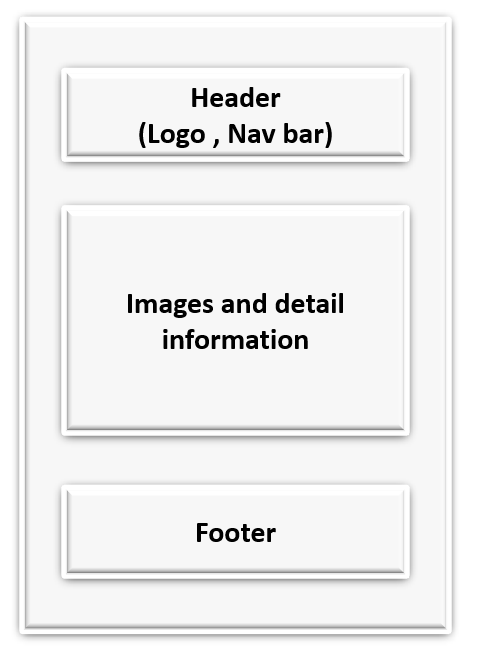 Header
(Logo , Nav bar)
Images and detail
information
Footer